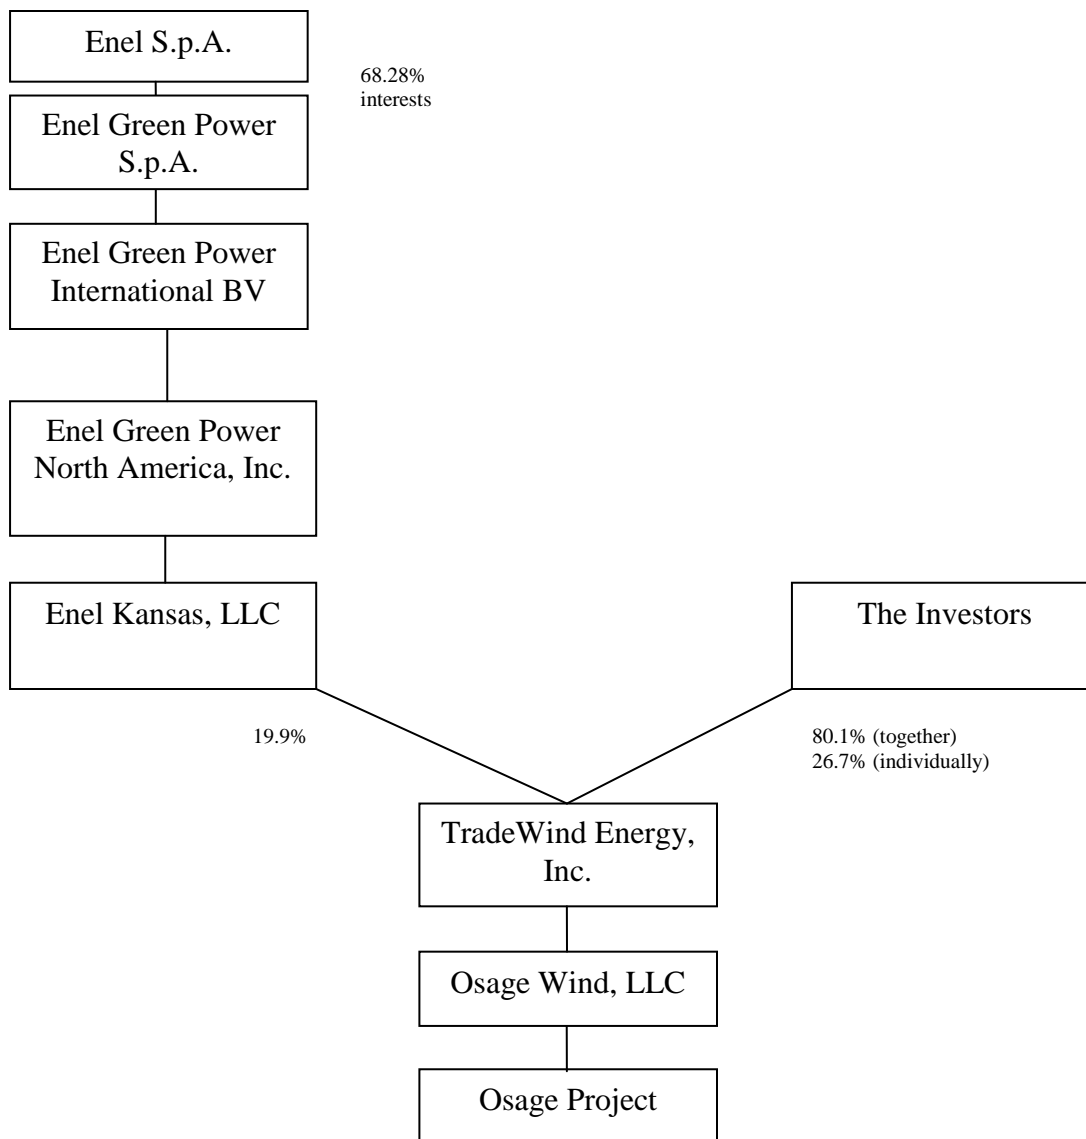 Enel S.p.A.
68.28%
interests
Enel Green Power
S.p.A.
Enel Green Power
International BV
Enel Green Power
North America, Inc.
Enel Kansas, LLC
The Investors
19.9%
80.1% (together)
26.7% (individually)
TradeWind Energy,
Inc.
Osage Wind, LLC
Osage Project